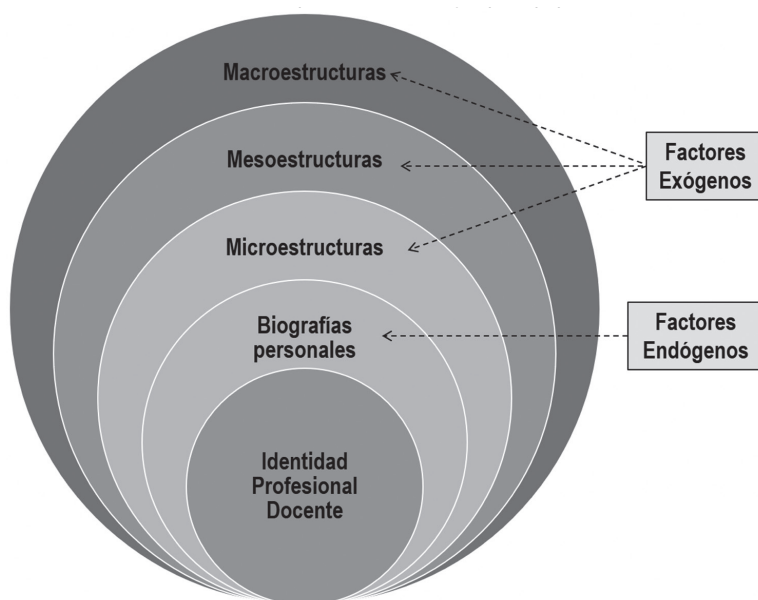 Macroestructuras
Mesoestructuras
Microestructuras
Biografías
personales
Identidad
Profesional
Docente
Factores
Exógenos
Factores
Endógenos